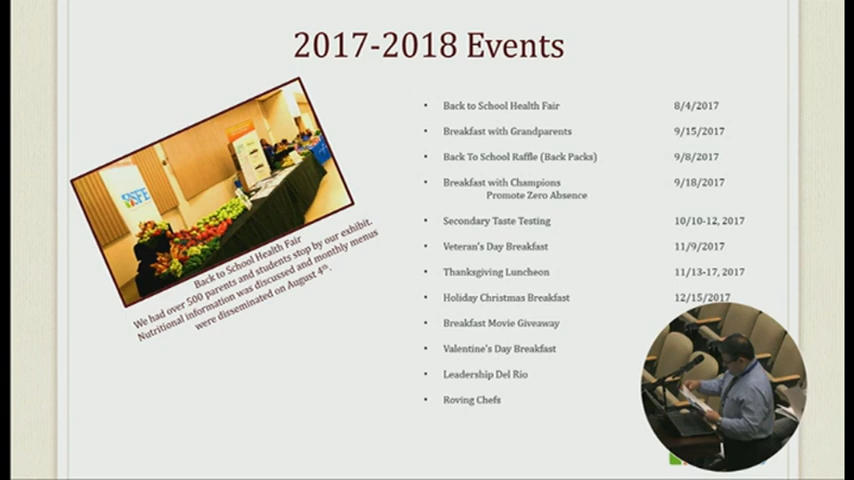 2017-2018 Events
Back to School Health Fair 8/4/2017
Breakfast with Grandparents 9/15/2017
Back To School Raffle (Back Packs) 9/8/2017
Breakfast with Champions 9/18/2017
Promote Zero Absence
Secondary Taste Testing 10/10-12, 2017
Veteran's Day Breakfast 11/9/2017
Thanksgiving Luncheon 11/13-17, 2017
Holiday Christmas Breakfast 12/15/2017
Breakfast Movie Giveaway
Valentine's Day Breakfast
Leadership Del Rio
Roving Chefs
Back to School Health Fair
We had over 500 parents and students stop by our exhibit.
Nutritional information was discussed and monthly menus
were disseminated on August 4th.